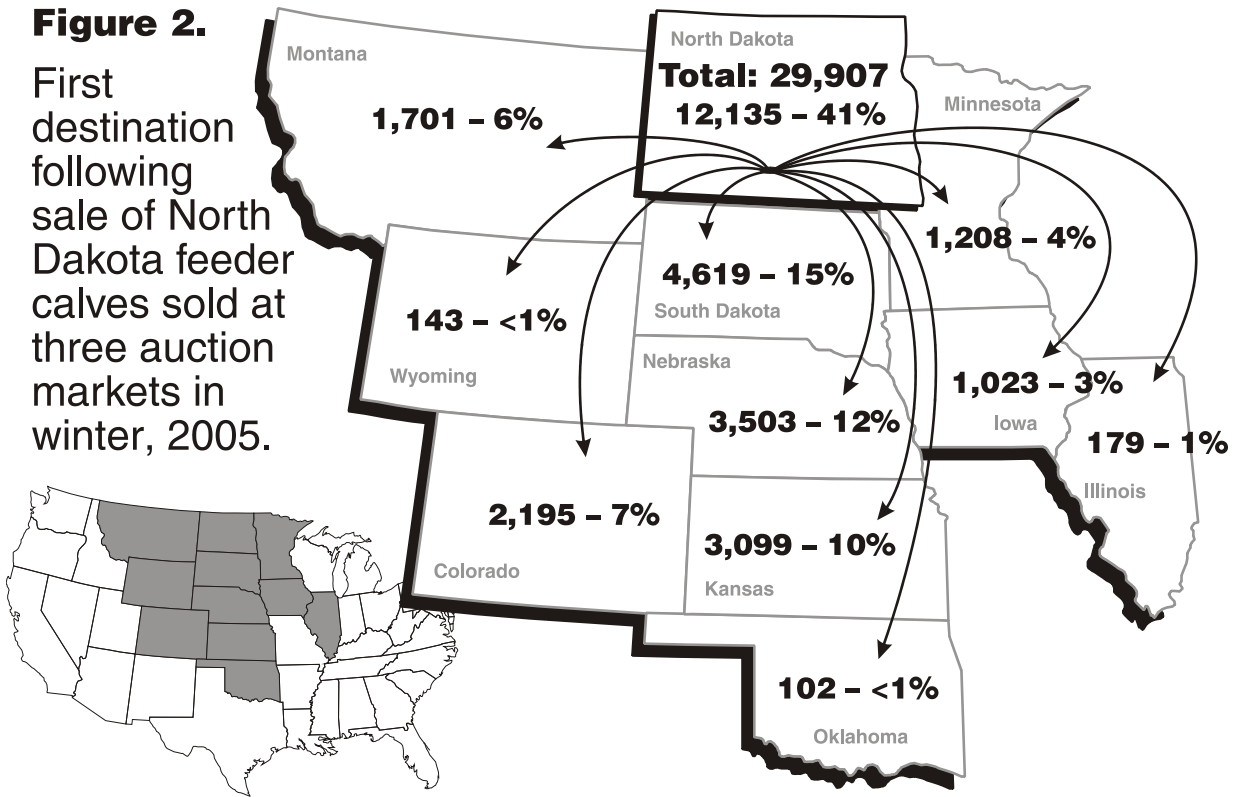 Figure 2.
First
destination
following
sale of North
Dakota feeder
calves sold at
three auction
markets in
winter, 2005.
Montana
1,701 – 6%
North Dakota
Total: 29,907
12,135 – 41%
Minnesota
1,208 – 4%
4,619 – 15%
South Dakota
143 – <1%
Wyoming
Nebraska
3,503 – 12%
1,023 – 3%
Iowa
179 – 1%
Illinois
2,195 – 7%
Colorado
3,099 – 10%
Kansas
102 – <1%
Oklahoma